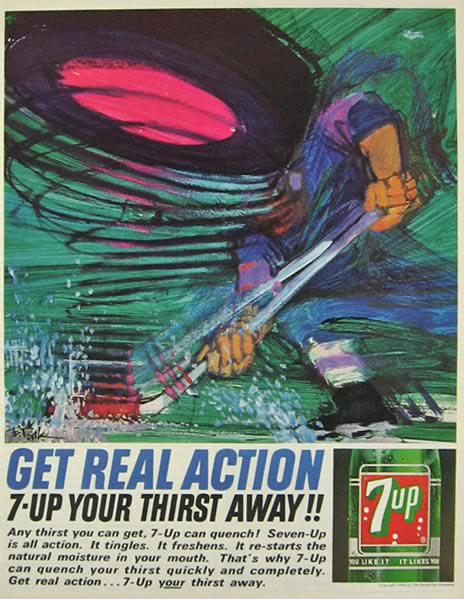 B. Peak
GET REAL ACTION
7-UP YOUR THIRST AWAY!!
Any thirst you can get, 7-Up can quench! Seven-Up
is all action. It tingles. It freshens. It re-starts the
natural moisture in your mouth. That's why 7-Up
can quench your thirst quickly and completely.
Get real action...7-Up your thirst away.
7up
YOU LIKE IT IT LIKES YOU